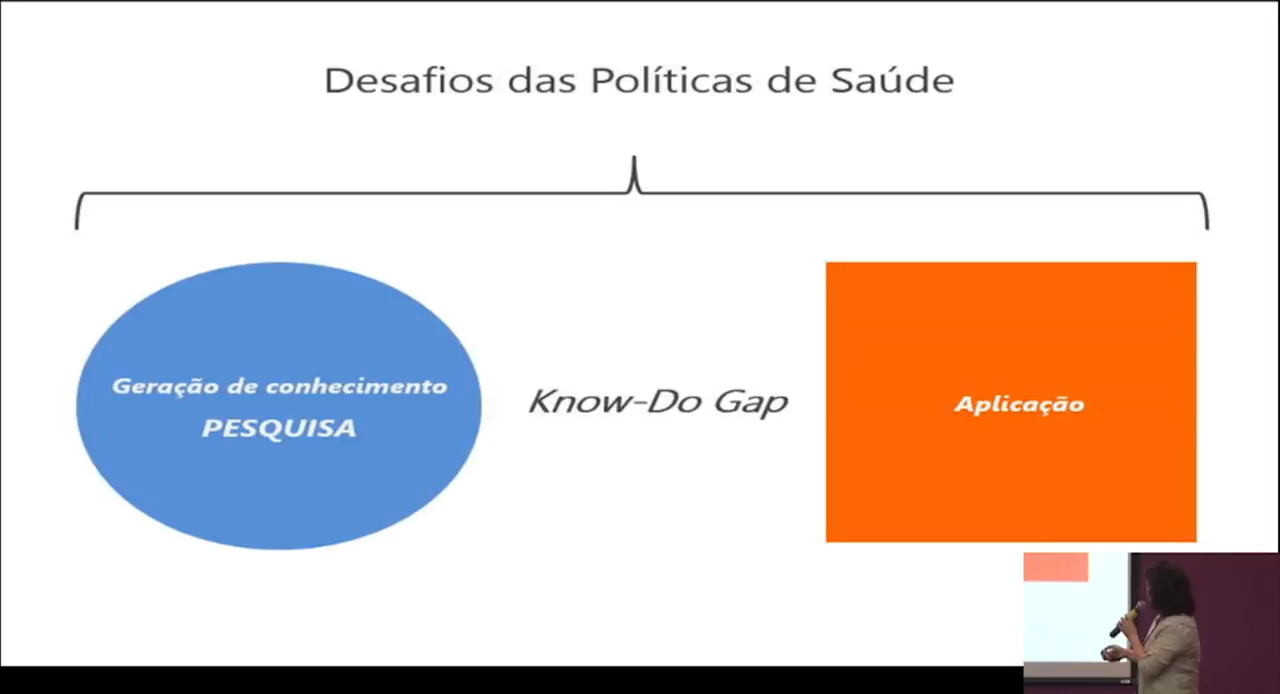 Desafios das Políticas de Saúde
Geração de conhecimento
PESQUISA
Know-Do Gap
Aplicação